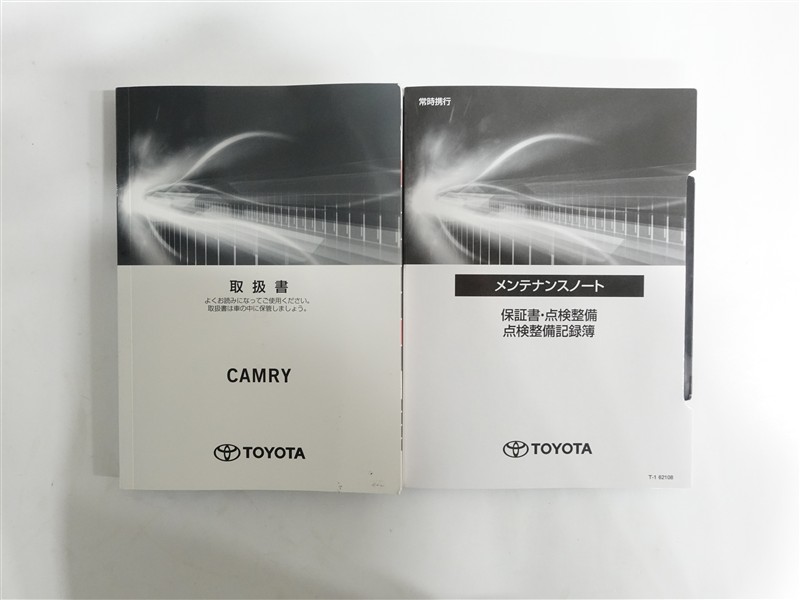 取扱書
よくお読みになってご使用ください。
取扱書は車の中に保管しましょう。
CAMRY
TOYOTA
常時携行
メンテナンスノート
保証書・点検整備
点検整備記録簿
TOYOTA
T-1 62108